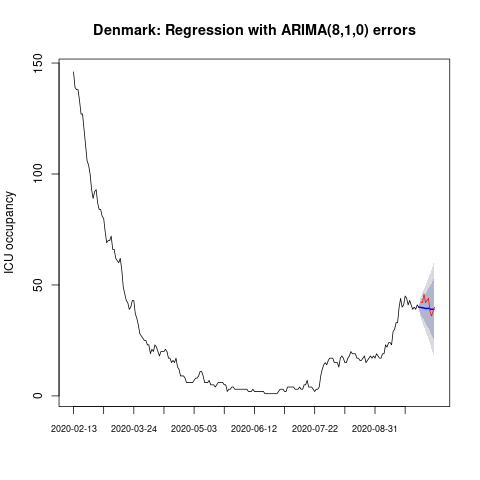 Denmark: Regression with ARIMA(8,1,0) errors
ICU occupancy
150
100
50
0
2020-02-13 2020-03-24 2020-05-03 2020-06-12 2020-07-22 2020-08-31